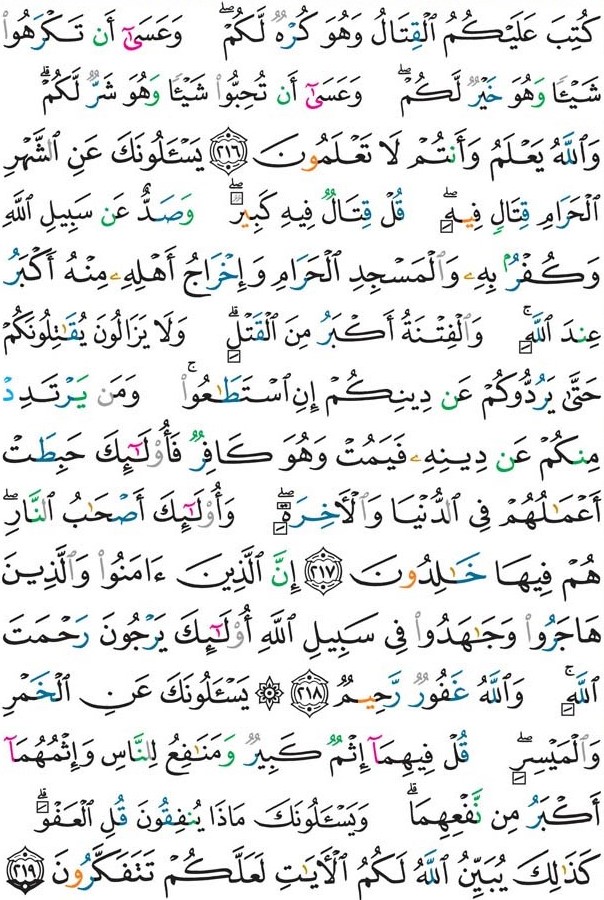 كُتِبَ عَلَيْكُمُ ٱلْقِتَالُ وَهُوَ كُرْهٌۭ لَّكُمْ ۖ وَعَسَىٰٓ أَن تَكْرَهُوا۟
شَيْـًۭٔا وَهُوَ خَيْرٌۭ لَّكُمْ ۖ وَعَسَىٰٓ أَن تُحِبُّوا۟ شَيْـًۭٔا وَهُوَ شَرٌّۭ لَّكُمْ ۗ
وَٱللَّهُ يَعْلَمُ وَأَنتُمْ لَا تَعْلَمُونَ ٢١٦ يَسْـَٔلُونَكَ عَنِ ٱلشَّهْرِ
ٱلْحَرَامِ قِتَالٍۢ فِيهِ ۖ قُلْ قِتَالٌۭ فِيهِ كَبِيرٌۭ ۖ وَصَدٌّ عَن سَبِيلِ ٱللَّهِ
وَكُفْرٌۢ بِهِۦ وَٱلْمَسْجِدِ ٱلْحَرَامِ وَإِخْرَاجُ أَهْلِهِۦ مِنْهُ أَكْبَرُ
عِندَ ٱللَّهِ ۚ وَٱلْفِتْنَةُ أَكْبَرُ مِنَ ٱلْقَتْلِ ۗ وَلَا يَزَالُونَ يُقَـٰتِلُونَكُمْ
حَتَّىٰ يَرُدُّوكُمْ عَن دِينِكُمْ إِنِ ٱسْتَطَـٰعُوا۟ ۚ وَمَن يَرْتَدِدْ
مِنكُمْ عَن دِينِهِۦ فَيَمُتْ وَهُوَ كَافِرٌۭ فَأُو۟لَـٰٓئِكَ حَبِطَتْ
أَعْمَـٰلُهُمْ فِى ٱلدُّنْيَا وَٱلْـَٔاخِرَةِ ۖ وَأُو۟لَـٰٓئِكَ أَصْحَـٰبُ ٱلنَّارِ ۖ
هُمْ فِيهَا خَـٰلِدُونَ ٢١٧ إِنَّ ٱلَّذِينَ ءَامَنُوا۟ وَٱلَّذِينَ
هَاجَرُوا۟ وَجَـٰهَدُوا۟ فِى سَبِيلِ ٱللَّهِ أُو۟لَـٰٓئِكَ يَرْجُونَ رَحْمَتَ
ٱللَّهِ ۚ وَٱللَّهُ غَفُورٌۭ رَّحِيمٌۭ ٢١٨ ۞ يَسْـَٔلُونَكَ عَنِ ٱلْخَمْرِ
وَٱلْمَيْسِرِ ۖ قُلْ فِيهِمَآ إِثْمٌۭ كَبِيرٌۭ وَمَنَـٰفِعُ لِلنَّاسِ وَإِثْمُهُمَآ
أَكْبَرُ مِن نَّفْعِهِمَا ۗ وَيَسْـَٔلُونَكَ مَاذَا يُنفِقُونَ قُلِ ٱلْعَفْوَ ۗ
كَذَٰلِكَ يُبَيِّنُ ٱللَّهُ لَكُمُ ٱلْـَٔايَـٰتِ لَعَلَّكُمْ تَتَفَكَّرُونَ ٢١٩